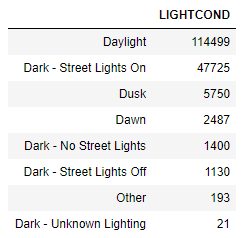 LIGHTCOND
Daylight 114499
Dark - Street Lights On 47725
Dusk 5750
Dawn 2487
Dark - No Street Lights 1400
Dark - Street Lights Off 1130
Other 193
Dark - Unknown Lighting 21